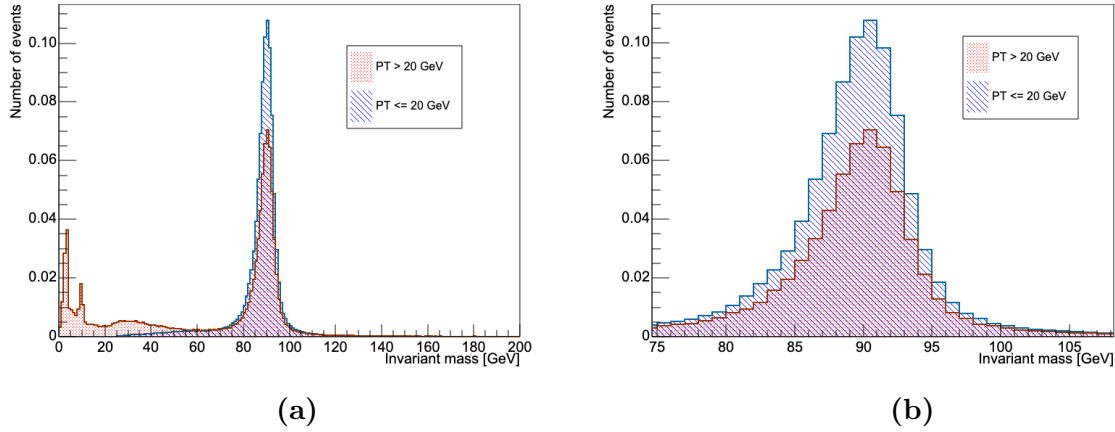 Number of events
0.10
0.08
0.06
0.04
0.02
0
PT > 20 GeV
PT <= 20 GeV
0 20 40 60 80 100 120 140 160 180 200
Invariant mass [GeV]
(a)
Number of events
0.10
0.08
0.06
0.04
0.02
0
PT > 20 GeV
PT <= 20 GeV
75 80 85 90 95 100 105
Invariant mass [GeV]
(b)